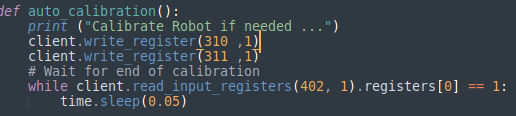 def auto_calibration():
    print ("Calibrate Robot if needed ...")
    client.write_register(310 ,1)
    client.write_register(311 ,1)
    # Wait for end of calibration
    while client.read_input_registers(402, 1).registers[0] == 1:
        time.sleep(0.05)